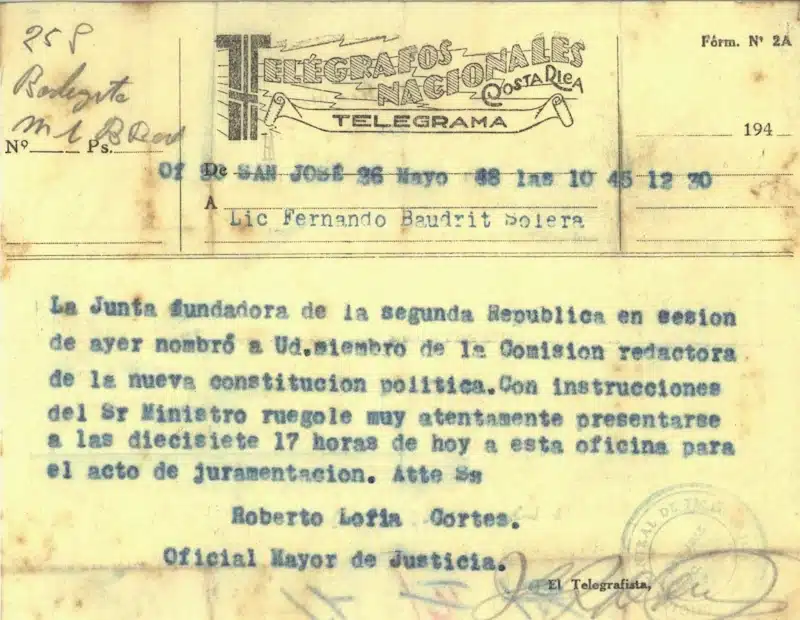 25 8
TELÉGRAFOS
NACIONALES
COSTA RICA
TELEGRAMA
Fórm. Nº 2A
Nº Ps.
194
Of De SAN JOSÉ 26 Mayo 48 las 10 45 12 30
A
Lic Fernando Baudrit Solera
La Junta fundadora de la segunda Republica en sesion
de ayer nombró a Ud.miembro de la Comision redactora
de la nueva constitucion politica.Con instrucciones
del Sr Ministro ruegole muy atentamente presentarse
a las diecisiete 17 horas de hoy a esta oficina para
el acto de juramentacion. Atte Ss
Roberto Lofia Cortes.
Oficial Mayor de Justicia.
El Telegrafista,